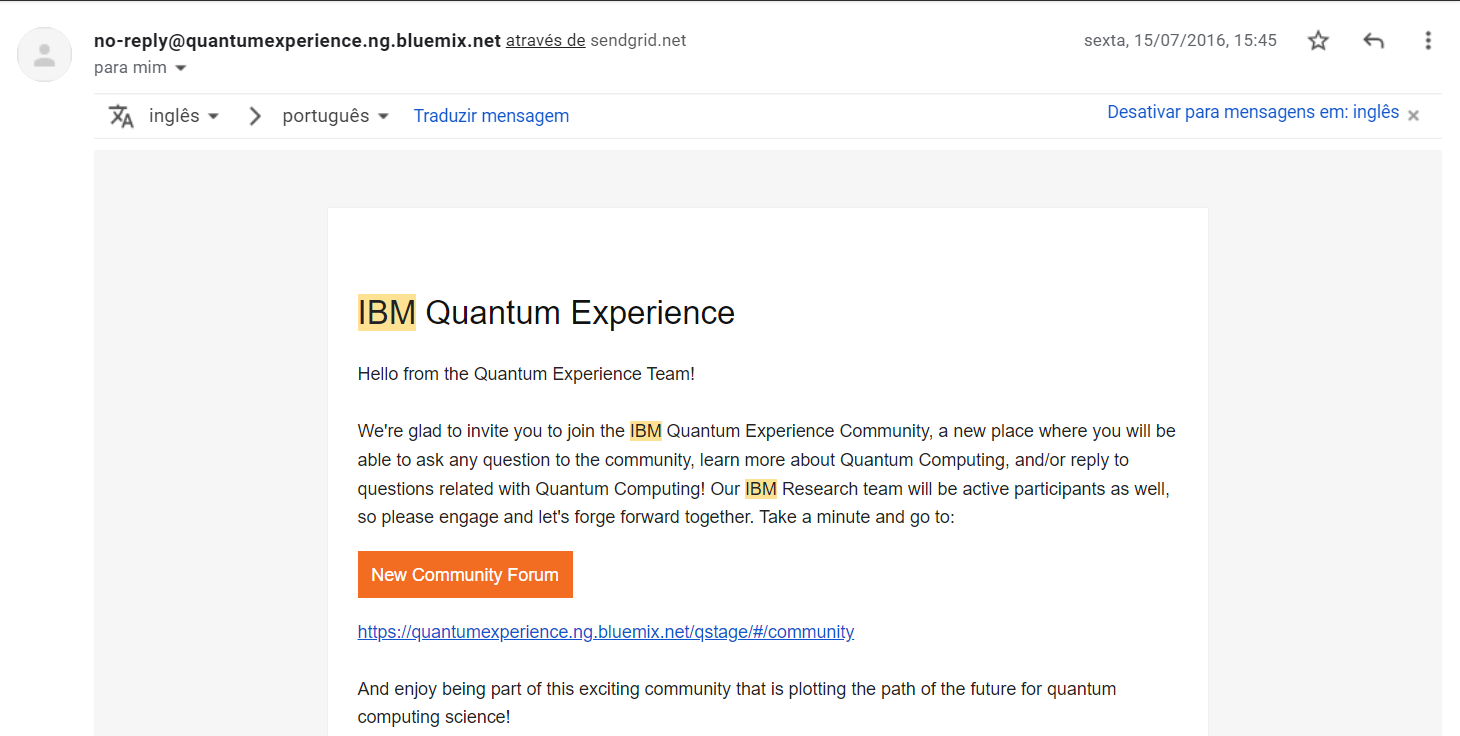 no-reply@quantumexperience.ng.bluemix.net através de sendgrid.net
sexta, 15/07/2016, 15:45
para mim
inglês
português
Traduzir mensagem
Desativar para mensagens em: inglês
IBM Quantum Experience
Hello from the Quantum Experience Team!
We're glad to invite you to join the IBM Quantum Experience Community, a new place where you will be
able to ask any question to the community, learn more about Quantum Computing, and/or reply to
questions related with Quantum Computing! Our IBM Research team will be active participants as well,
so please engage and let's forge forward together. Take a minute and go to:
New Community Forum
https://quantumexperience.ng.bluemix.net/qstage/#/community
And enjoy being part of this exciting community that is plotting the path of the future for quantum
computing science!